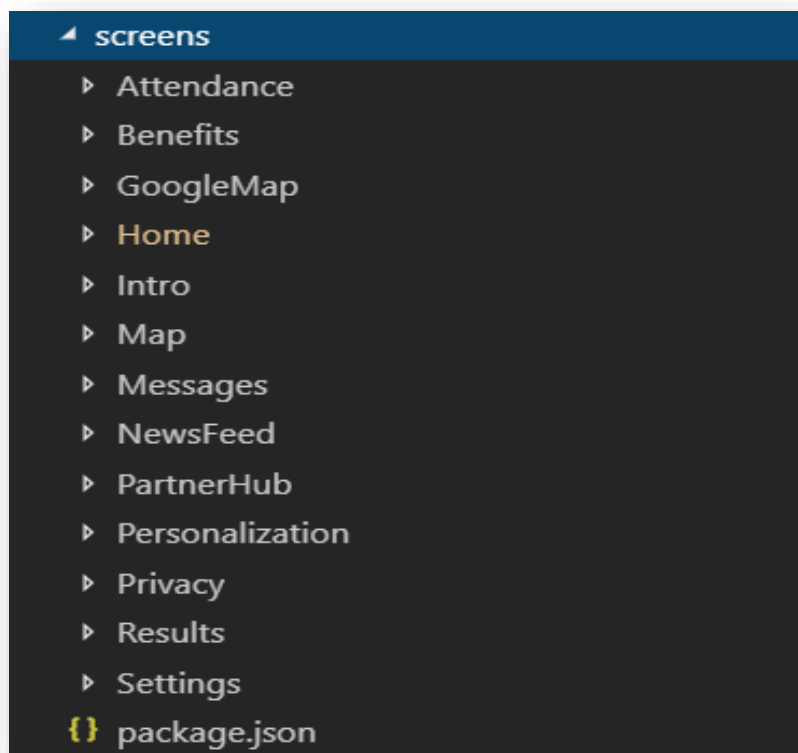 screens
Attendance
Benefits
GoogleMap
Home
Intro
Map
Messages
NewsFeed
PartnerHub
Personalization
Privacy
Results
Settings
{} package.json